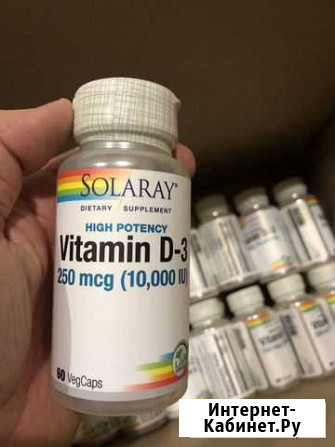 SOLARAY®
DIETARY SUPPLEMENT
HIGH POTENCY
Vitamin D-3
250 mcg (10,000 IU)
60 VegCaps
Интернет-
Кабинет.Ру